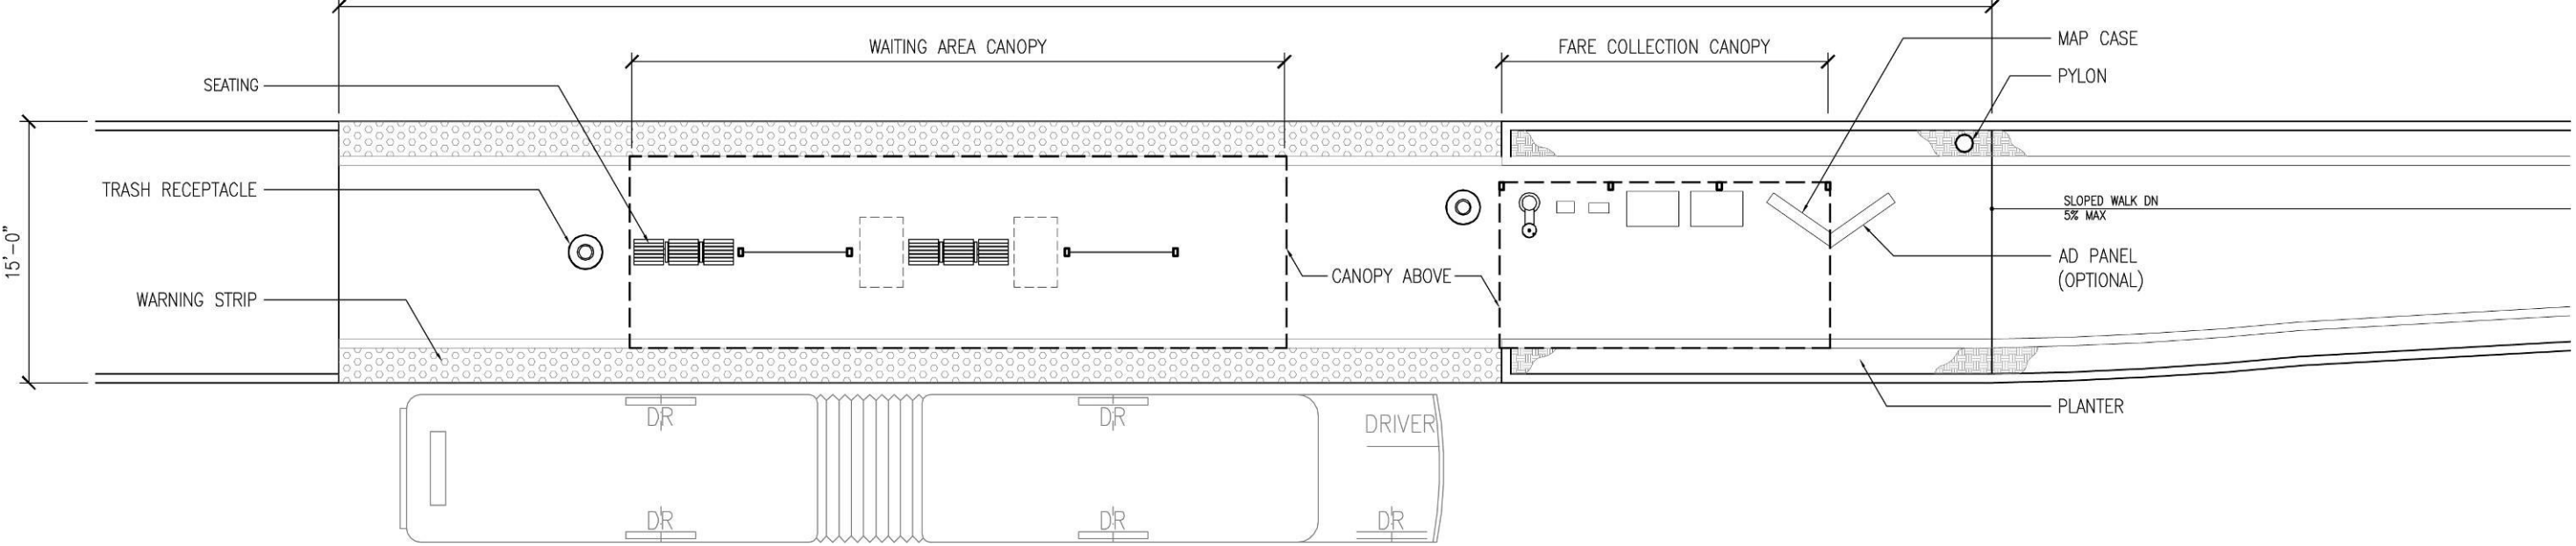 WAITING AREA CANOPY
FARE COLLECTION CANOPY
MAP CASE
PYLON
SEATING
TRASH RECEPTACLE
SLOPED WALK DN
5% MAX
15'-0"
AD PANEL
(OPTIONAL)
CANOPY ABOVE
WARNING STRIP
PLANTER
DR
DR
DRIVER
DR
DR
DR